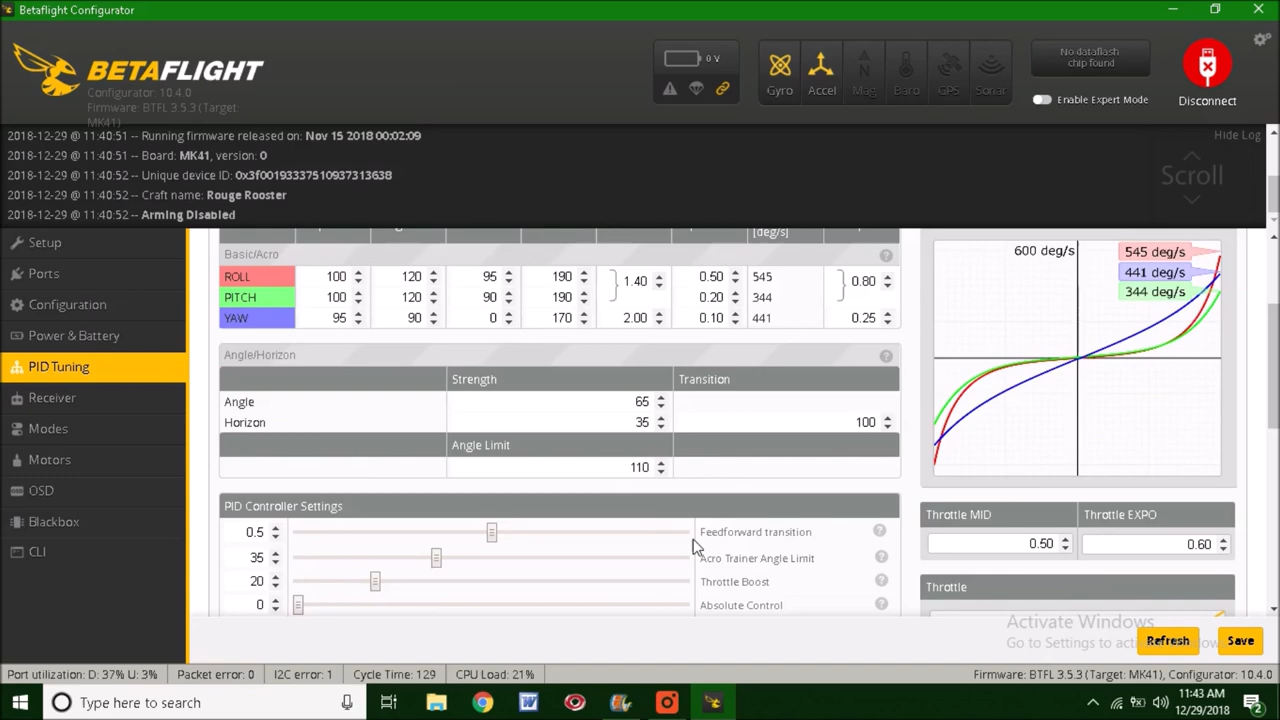 Betaflight Configurator
BETAFLIGHT
Configurator: 10.4.0
Firmware: BTFL 3.5.3 (Target:
MK41)
0 V
Gyro
Accel
Mag
Baro
GPS
Sonar
No dataflash
chip found
Enable Expert Mode
Disconnect
2018-12-29 @ 11:40:51 -- Running firmware released on: Nov 15 2018 00:02:09
Hide Log
2018-12-29 @ 11:40:51 -- Board: MK41, version: 0
2018-12-29 @ 11:40:52 -- Unique device ID: 0x3f00193337510937313638
Scroll
2018-12-29 @ 11:40:52 -- Craft name: Rouge Rooster
2018-12-29 @ 11:40:52 -- Arming Disabled
Setup
Ports
Configuration
Power & Battery
PID Tuning
Receiver
Modes
Motors
OSD
Blackbox
CLI
[deg/s]
Basic/Acro
ROLL 100 120 95 190 1.40 0.50 545 0.80
PITCH 100 120 90 190 0.20 344
YAW 95 90 0 170 2.00 0.10 441 0.25
Angle/Horizon
Strength Transition
Angle 65
Horizon 35 100
Angle Limit
110
PID Controller Settings
0.5 Feedforward transition
35 Acro Trainer Angle Limit
20 Throttle Boost
0 Absolute Control
600 deg/s
545 deg/s
441 deg/s
344 deg/s
Throttle MID Throttle EXPO
0.50 0.60
Throttle
Activate Windows
Refresh
Save
Port utilization: D: 37% U: 3% Packet error: 0 I2C error: 1 Cycle Time: 129 CPU Load: 21% Firmware: BTFL 3.5.3 (Target: MK41), Configurator: 10.4.0
Type here to search
11:43 AM
12/29/2018
2